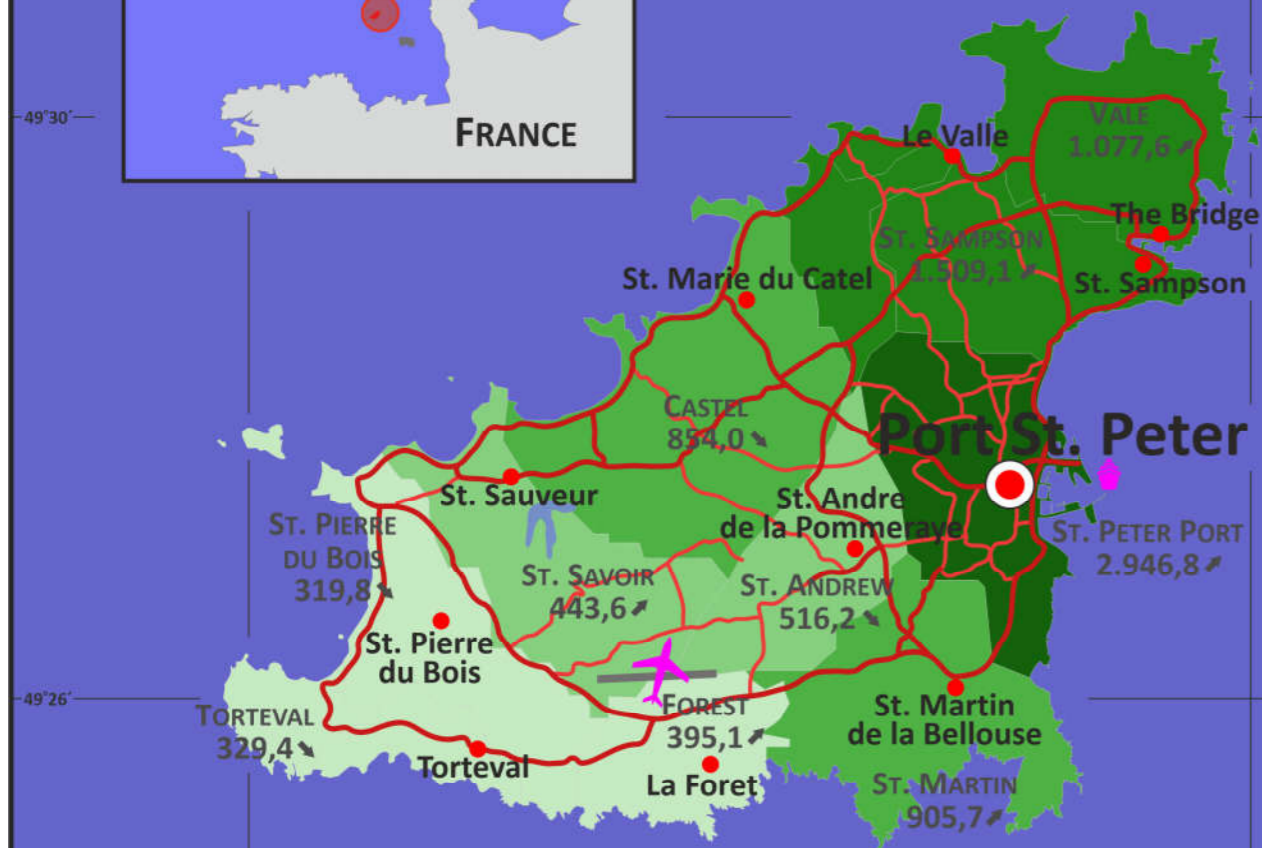 FRANCE
49°30´
VALE
1.077,6
Le Valle
The Bridge
ST. SAMPSON
1.509,1
St. Sampson
St. Marie du Catel
CASTEL
854,0
Port St. Peter
St. Sauveur
St. Andre
de la Pommeraye
ST. PIERRE
DU BOIS
319,8
ST. PETER PORT
2.946,8
ST. SAVOIR
443,6
ST. ANDREW
516,2
St. Pierre
du Bois
49°26´
TORTEVAL
329,4
FOREST
395,1
St. Martin
de la Bellouse
Torteval
La Foret
ST. MARTIN
905,7